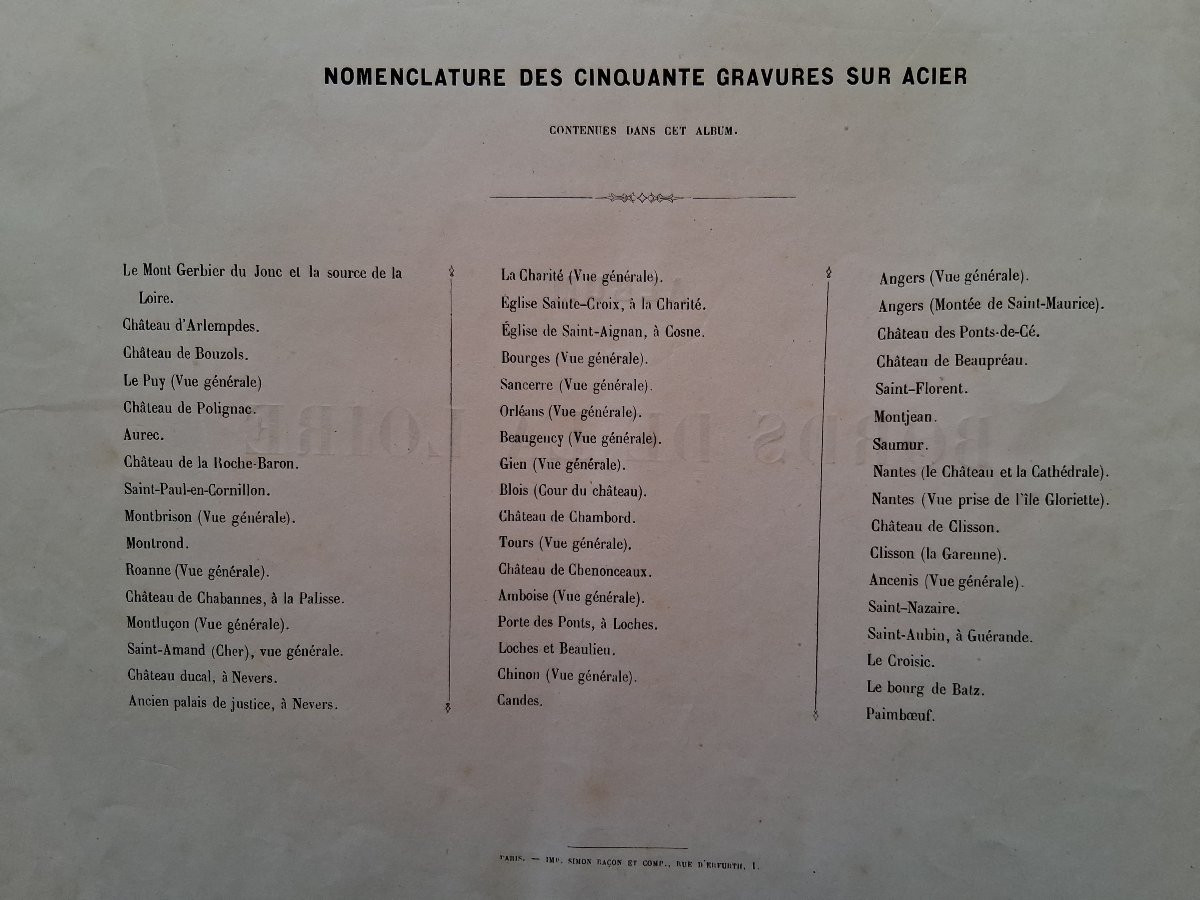 NOMENCLATURE DES CINQUANTE GRAVURES SUR ACIER
CONTENUES DANS CET ALBUM.
Le Mont Gerbier du Jonc et la source de la
Loire.
Château d'Arlempdes.
Château de Bouzols.
Le Puy (Vue générale)
Château de Polignac.
Aurec.
Château de la Roche-Baron.
Saint-Paul-en-Cornillon.
Montbrison (Vue générale).
Montrond.
Roanne (Vue générale).
Château de Chabannes, à la Palisse.
Montluçon (Vue générale).
Saint-Amand (Cher), vue générale.
Château ducal, à Nevers.
Ancien palais de justice, à Nevers.
La Charité (Vue générale).
Église Sainte-Croix, à la Charité.
Église de Saint-Aignan, à Cosne.
Bourges (Vue générale).
Sancerre (Vue générale).
Orléans (Vue générale).
Beaugency (Vue générale).
Gien (Vue générale).
Blois (Cour du château).
Château de Chambord.
Tours (Vue générale).
Château de Chenonceaux.
Amboise (Vue générale).
Porte des Ponts, à Loches.
Loches et Beaulieu.
Chinon (Vue générale).
Candes.
Angers (Vue générale).
Angers (Montée de Saint-Maurice).
Château des Ponts-de-Cé.
Château de Beaupréau.
Saint-Florent.
Montjean.
Saumur.
Nantes (le Château et la Cathédrale).
Nantes (Vue prise de l'île Gloriette).
Château de Clisson.
Clisson (la Garenne).
Ancenis (Vue générale).
Saint-Nazaire.
Saint-Aubin, à Guérande.
Le Croisic.
Le bourg de Batz.
Paimbœuf.
BORDS DE LA LOIRE
PARIS. — IMP. SIMON RAÇON ET COMP., RUE D'ERFURTH, 1.